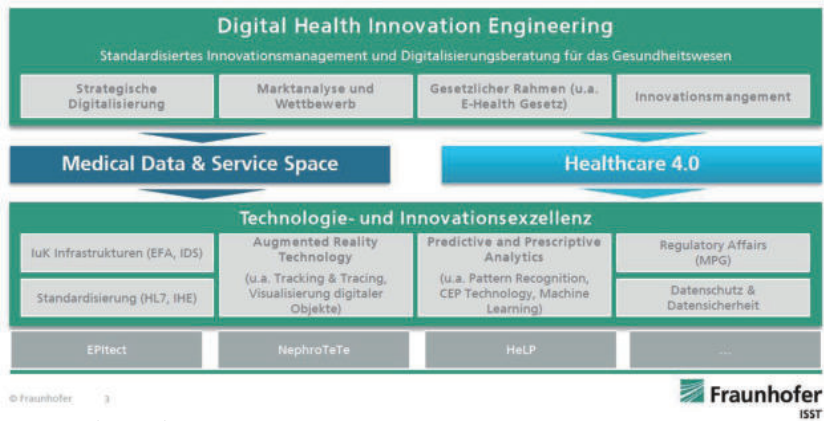 Digital Health Innovation Engineering
Standardisiertes Innovationsmanagement und Digitalisierungsberatung für das Gesundheitswesen
Strategische
Digitalisierung
Marktanalyse und
Wettbewerb
Gesetzlicher Rahmen (u.a.
E-Health Gesetz)
Innovationsmangement
Medical Data & Service Space
Healthcare 4.0
Technologie- und Innovationsexzellenz
IuK Infrastrukturen (EFA, IDS)
Standardisierung (HL7, IHE)
Augmented Reality
Technology
(u.a. Tracking & Tracing,
Visualisierung digitaler
Objekte)
Predictive and Prescriptive
Analytics
(u.a. Pattern Recognition,
CEP Technology, Machine
Learning)
Regulatory Affairs
(MPG)
Datenschutz &
Datensicherheit
EPItect
NephroTeTe
HeLP
...
© Fraunhofer 3
Fraunhofer
ISST